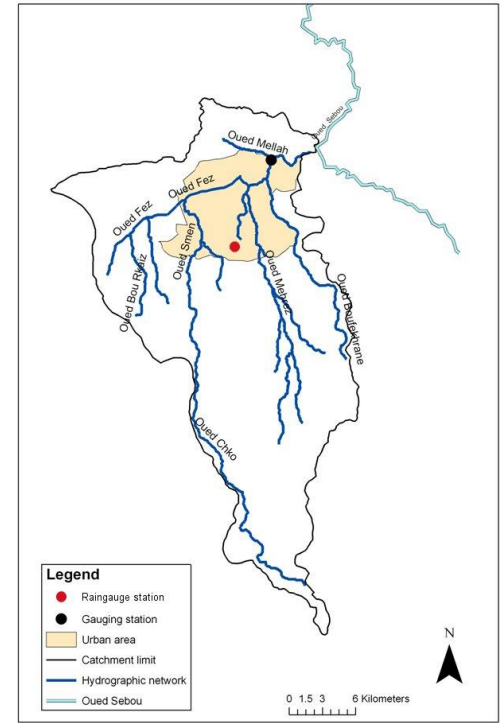 Oued Sebou
Oued Mellah
Oued Fez
Oued Fez
Oued Smen
Oued Bou Rkaiz
Oued Mehrez
Oued Boufekhrane
Oued Chko
Legend
Raingauge station
Gauging station
Urban area
Catchment limit
Hydrographic network
Oued Sebou
N
0 1.5 3 6 Kilometers